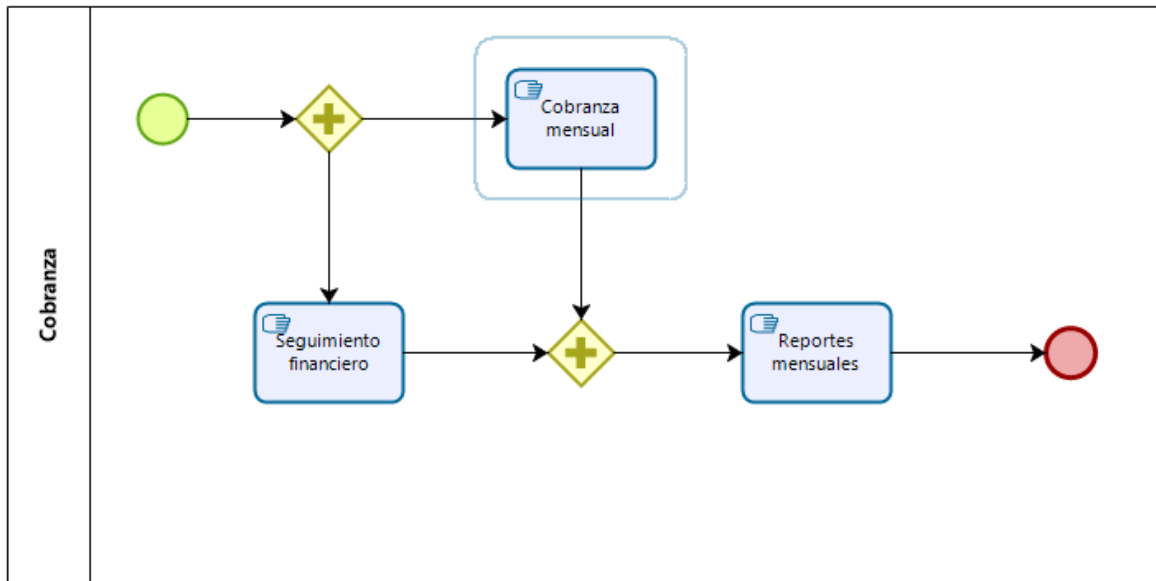 Cobranza
Cobranza
mensual
Seguimiento
financiero
Reportes
mensuales